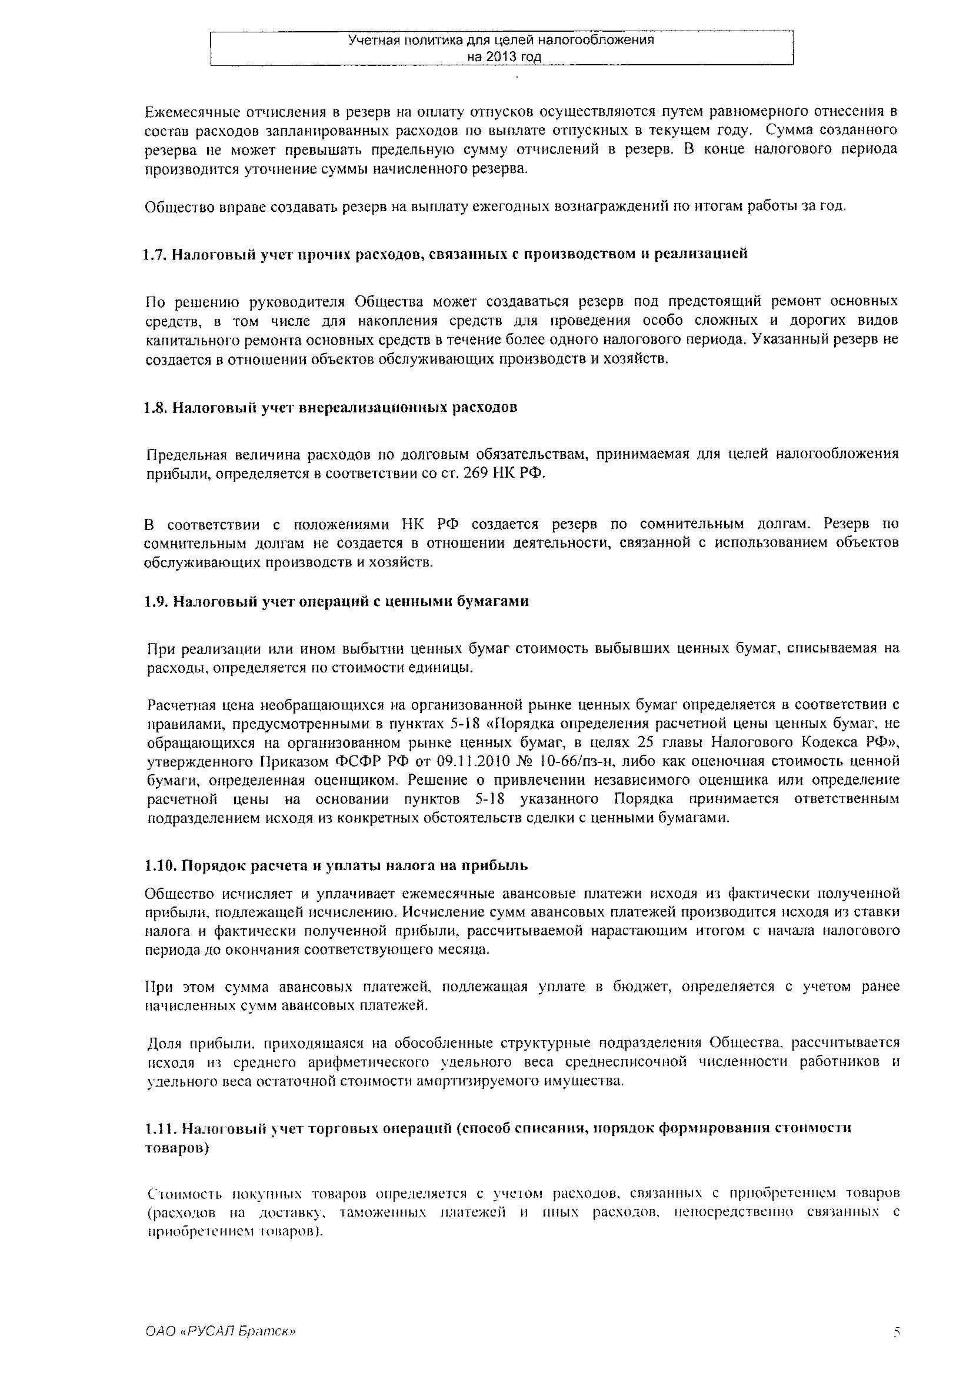 Учетная политика для целей налогообложения
на 2013 год
Ежемесячные отчисления в резерв на оплату отпусков осуществляются путем равномерного отнесения в
состав расходов запланированных расходов по выплате отпускных в текущем году. Сумма созданного
резерва не может превышать предельную сумму отчислений в резерв. В конце налогового периода
производится уточнение суммы начисленного резерва.
Общество вправе создавать резерв на выплату ежегодных вознаграждений по итогам работы за год.
1.7. Налоговый учет прочих расходов, связанных с производством и реализацией
По решению руководителя Общества может создаваться резерв под предстоящий ремонт основных
средств, в том числе для накопления средств для проведения особо сложных и дорогих видов
капитального ремонта основных средств в течение более одного налогового периода. Указанный резерв не
создается в отношении объектов обслуживающих производств и хозяйств.
1.8. Налоговый учет внереализационных расходов
Предельная величина расходов по долговым обязательствам, принимаемая для целей налогообложения
прибыли, определяется в соответствии со ст. 269 НК РФ.
В соответствии с положениями НК РФ создается резерв по сомнительным долгам. Резерв по
сомнительным долгам не создается в отношении деятельности, связанной с использованием объектов
обслуживающих производств и хозяйств.
1.9. Налоговый учет операций с ценными бумагами
При реализации или ином выбытии ценных бумаг стоимость выбывших ценных бумаг, списываемая на
расходы, определяется по стоимости единицы.
Расчетная цена необращающихся на организованной рынке ценных бумаг определяется в соответствии с
правилами, предусмотренными в пунктах 5-18 «Порядка определения расчетной цены ценных бумаг, не
обращающихся на организованном рынке ценных бумаг, в целях 25 главы Налогового Кодекса РФ»,
утвержденного Приказом ФСФР РФ от 09.11.2010 № 10-66/пз-н, либо как оценочная стоимость ценной
бумаги, определенная оценщиком. Решение о привлечении независимого оценщика или определение
расчетной цены на основании пунктов 5-18 указанного Порядка принимается ответственным
подразделением исходя из конкретных обстоятельств сделки с ценными бумагами.
1.10. Порядок расчета и уплаты налога на прибыль
Общество исчисляет и уплачивает ежемесячные авансовые платежи исходя из фактически полученной
прибыли, подлежащей исчислению. Исчисление сумм авансовых платежей производится исходя из ставки
налога и фактически полученной прибыли, рассчитываемой нарастающим итогом с начала налогового
периода до окончания соответствующего месяца.
При этом сумма авансовых платежей, подлежащая уплате в бюджет, определяется с учетом ранее
начисленных сумм авансовых платежей.
Доля прибыли, приходящаяся на обособленные структурные подразделения Общества, рассчитывается
исходя из среднего арифметического удельного веса среднесписочной численности работников и
удельного веса остаточной стоимости амортизируемого имущества.
1.11. Налоговый учет торговых операций (способ списания, порядок формирования стоимости
товаров)
Стоимость покупных товаров определяется с учетом расходов, связанных с приобретением товаров
(расходов на доставку, таможенных платежей и иных расходов, непосредственно связанных с
приобретением товаров).
ОАО «РУСАЛ Братск»
5